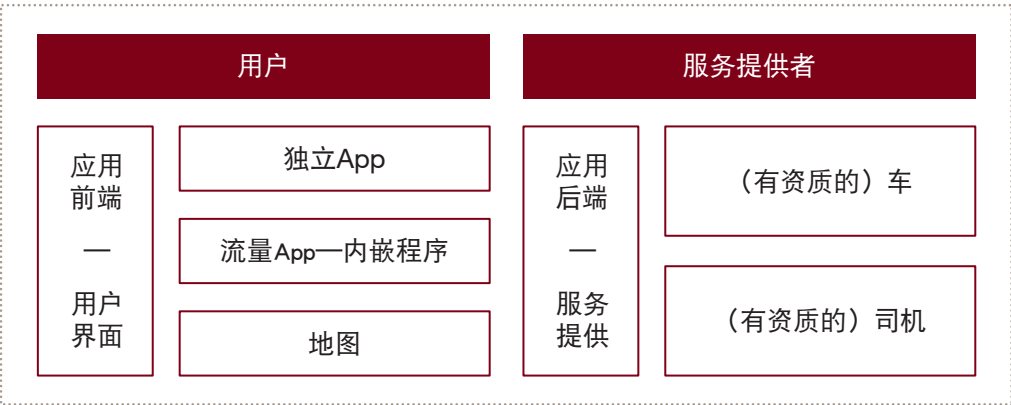 用户
应用
前端
—
用户
界面
独立App
流量App—内嵌程序
地图
服务提供者
应用
后端
—
服务
提供
（有资质的）车
（有资质的）司机